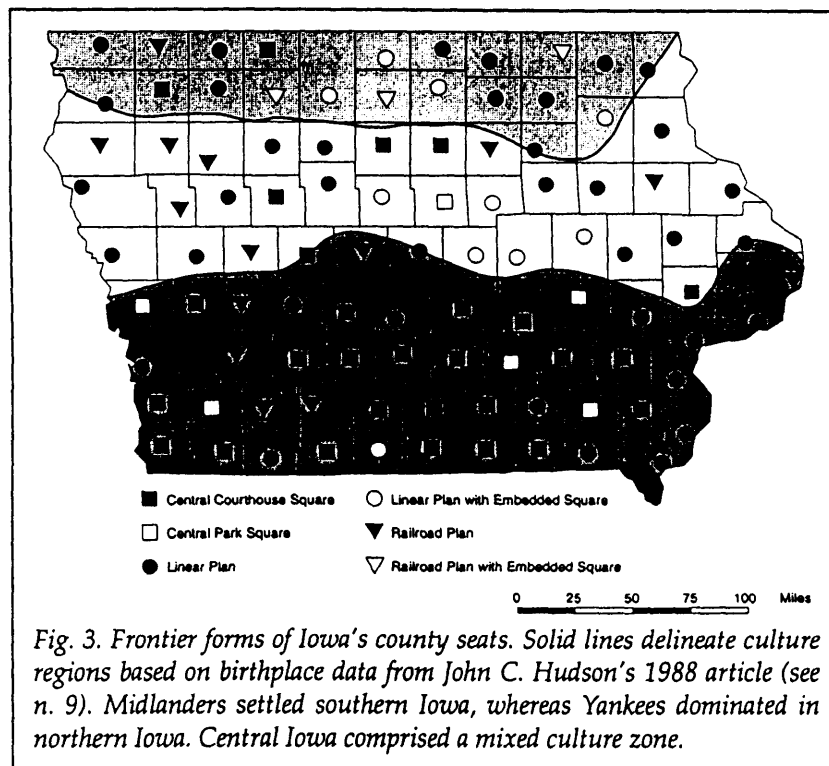 Central Courthouse Square
Linear Plan with Embedded Square
Central Park Square
Railroad Plan
Linear Plan
Railroad Plan with Embedded Square
0 25 50 75 100 Miles
Fig. 3. Frontier forms of Iowa's county seats. Solid lines delineate culture
regions based on birthplace data from John C. Hudson's 1988 article (see
n. 9). Midlanders settled southern Iowa, whereas Yankees dominated in
northern Iowa. Central Iowa comprised a mixed culture zone.